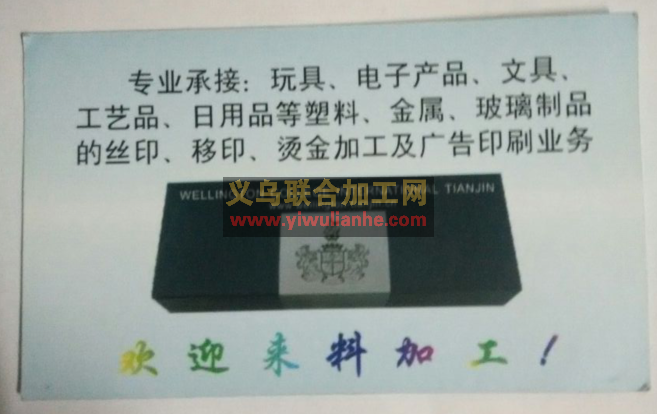 专业承接：玩具、电子产品、文具、
工艺品、日用品等塑料、金属、玻璃制品
的丝印、移印、烫金加工及广告印刷业务
TIANJIN
义乌联合加工网
www.yiwulianhe.com
欢迎来料加工！